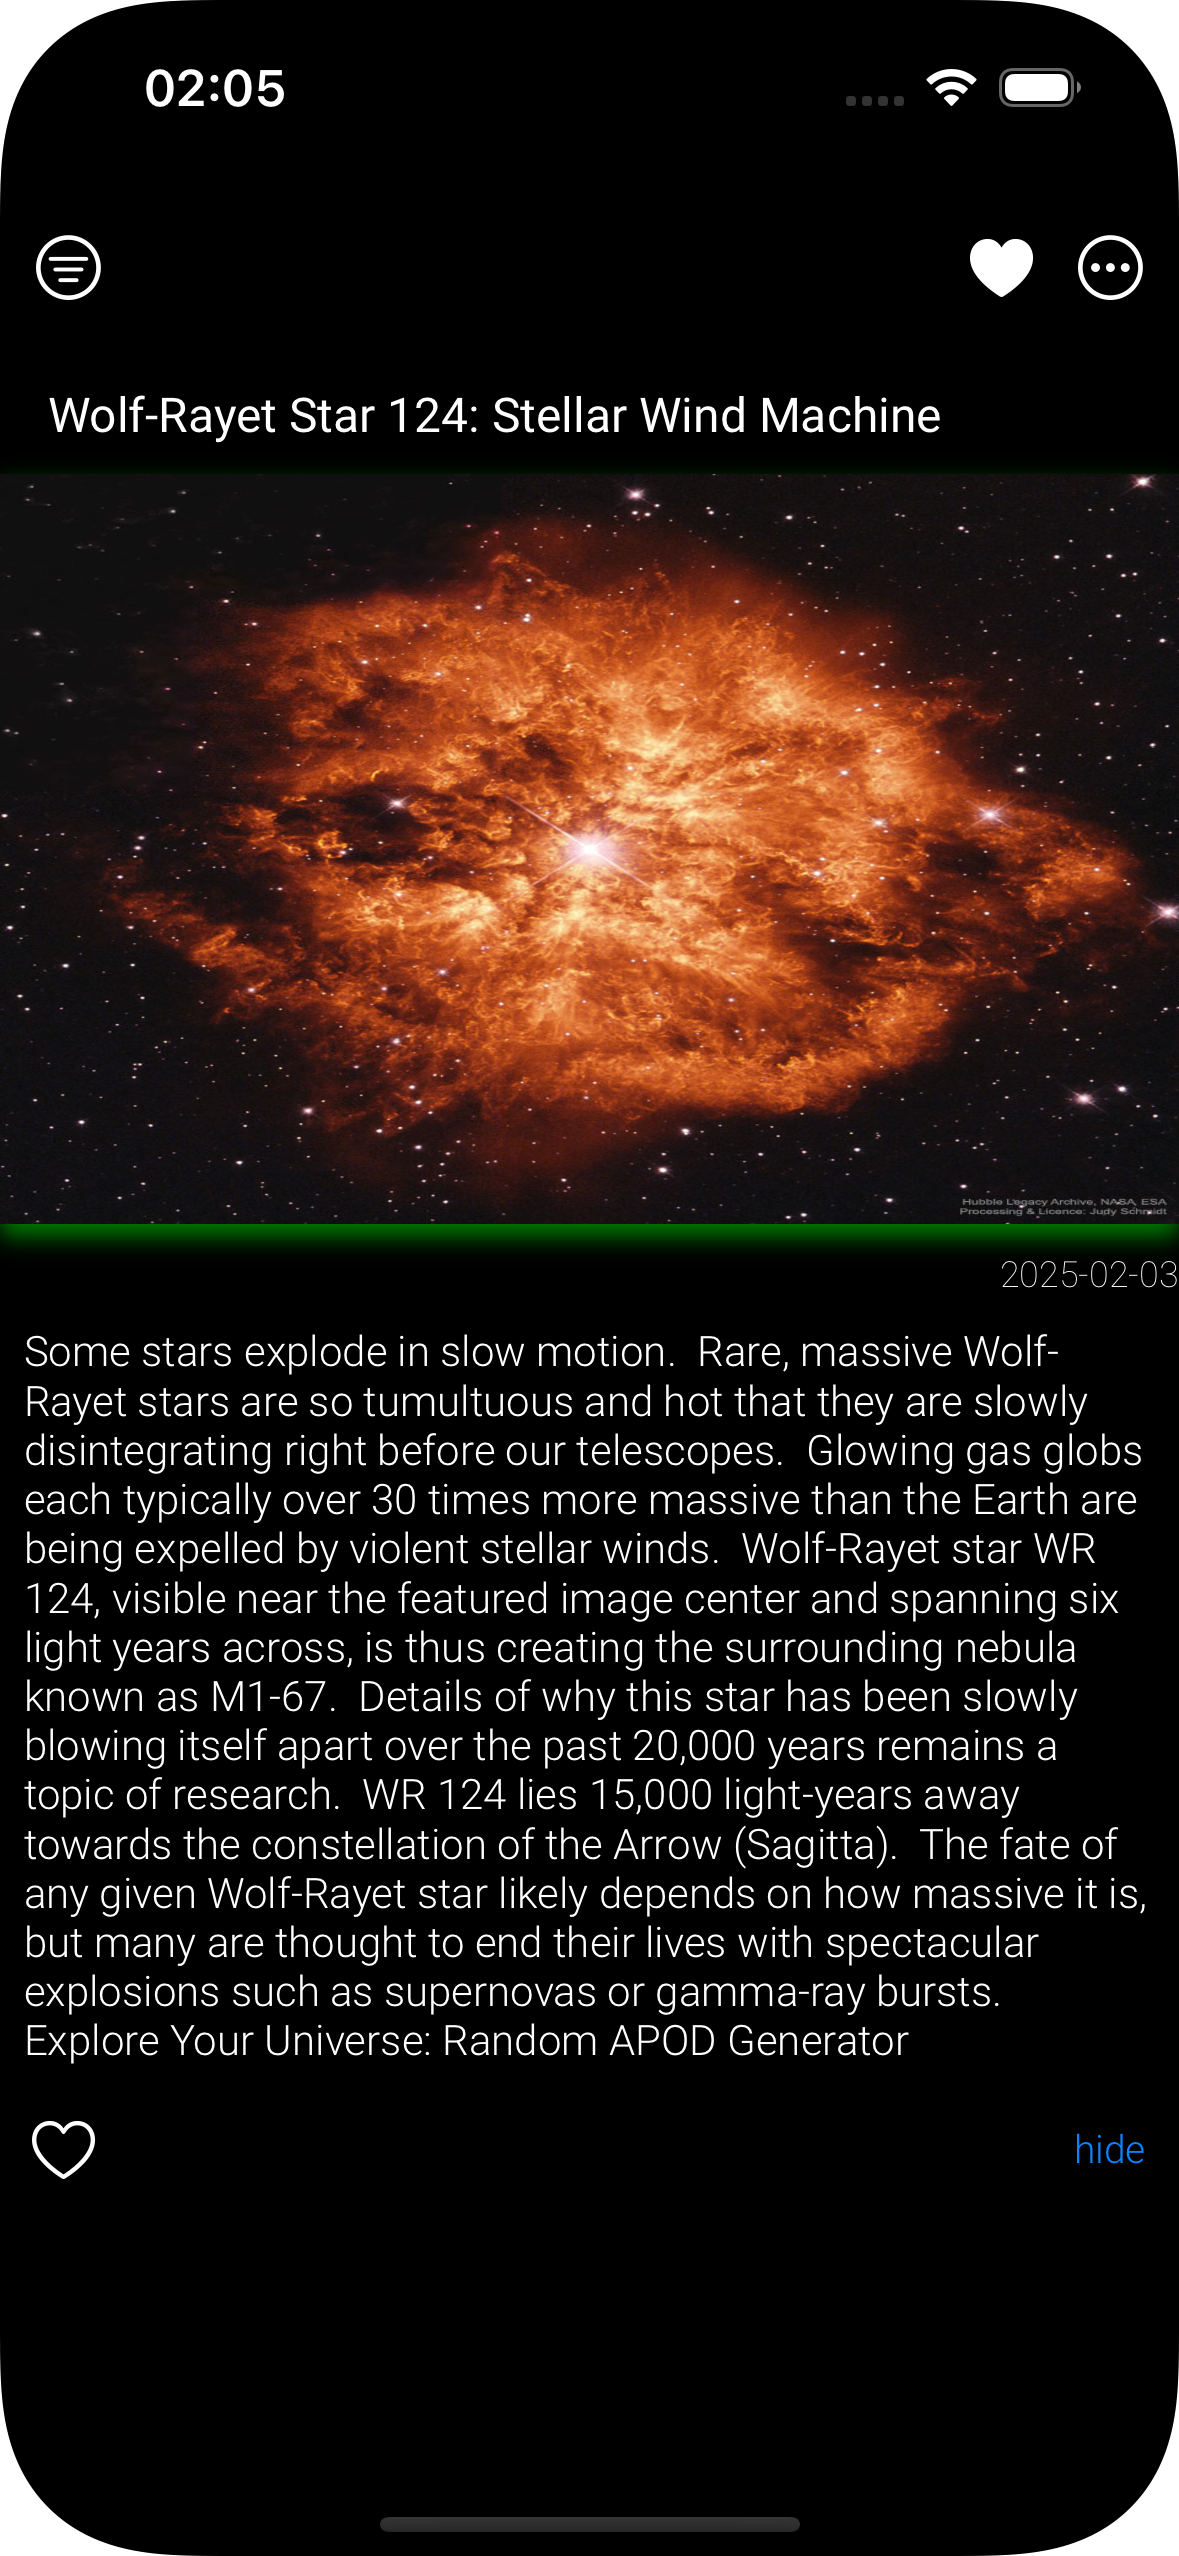 02:05
Wolf-Rayet Star 124: Stellar Wind Machine
Hubble Legacy Archive, NASA, ESA
Processing & Licence: Judy Schmidt
2025-02-03
Some stars explode in slow motion.  Rare, massive Wolf-
Rayet stars are so tumultuous and hot that they are slowly
disintegrating right before our telescopes.  Glowing gas globs
each typically over 30 times more massive than the Earth are
being expelled by violent stellar winds.  Wolf-Rayet star WR
124, visible near the featured image center and spanning six
light years across, is thus creating the surrounding nebula
known as M1-67.  Details of why this star has been slowly
blowing itself apart over the past 20,000 years remains a
topic of research.  WR 124 lies 15,000 light-years away
towards the constellation of the Arrow (Sagitta).  The fate of
any given Wolf-Rayet star likely depends on how massive it is,
but many are thought to end their lives with spectacular
explosions such as supernovas or gamma-ray bursts.
Explore Your Universe: Random APOD Generator
hide